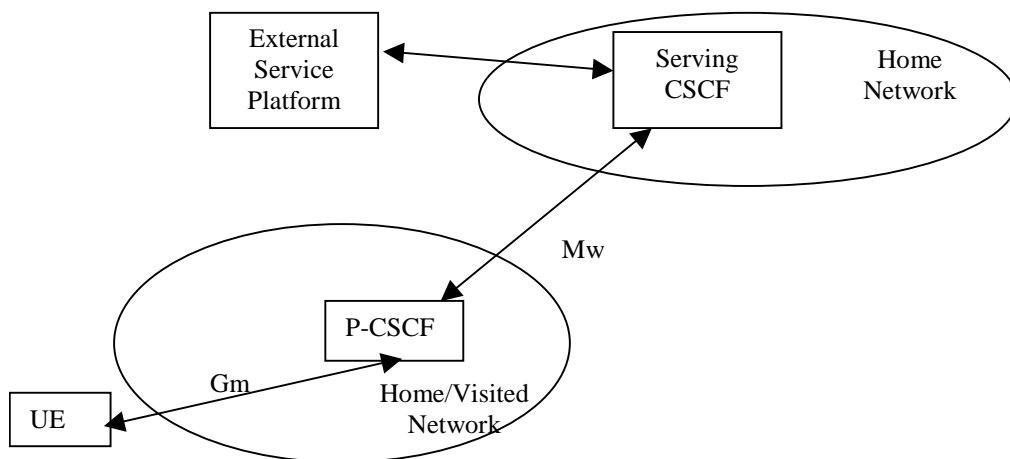 External
Service
Platform
Serving
CSCF
Home
Network
Mw
P-CSCF
Gm
Home/Visited
Network
UE